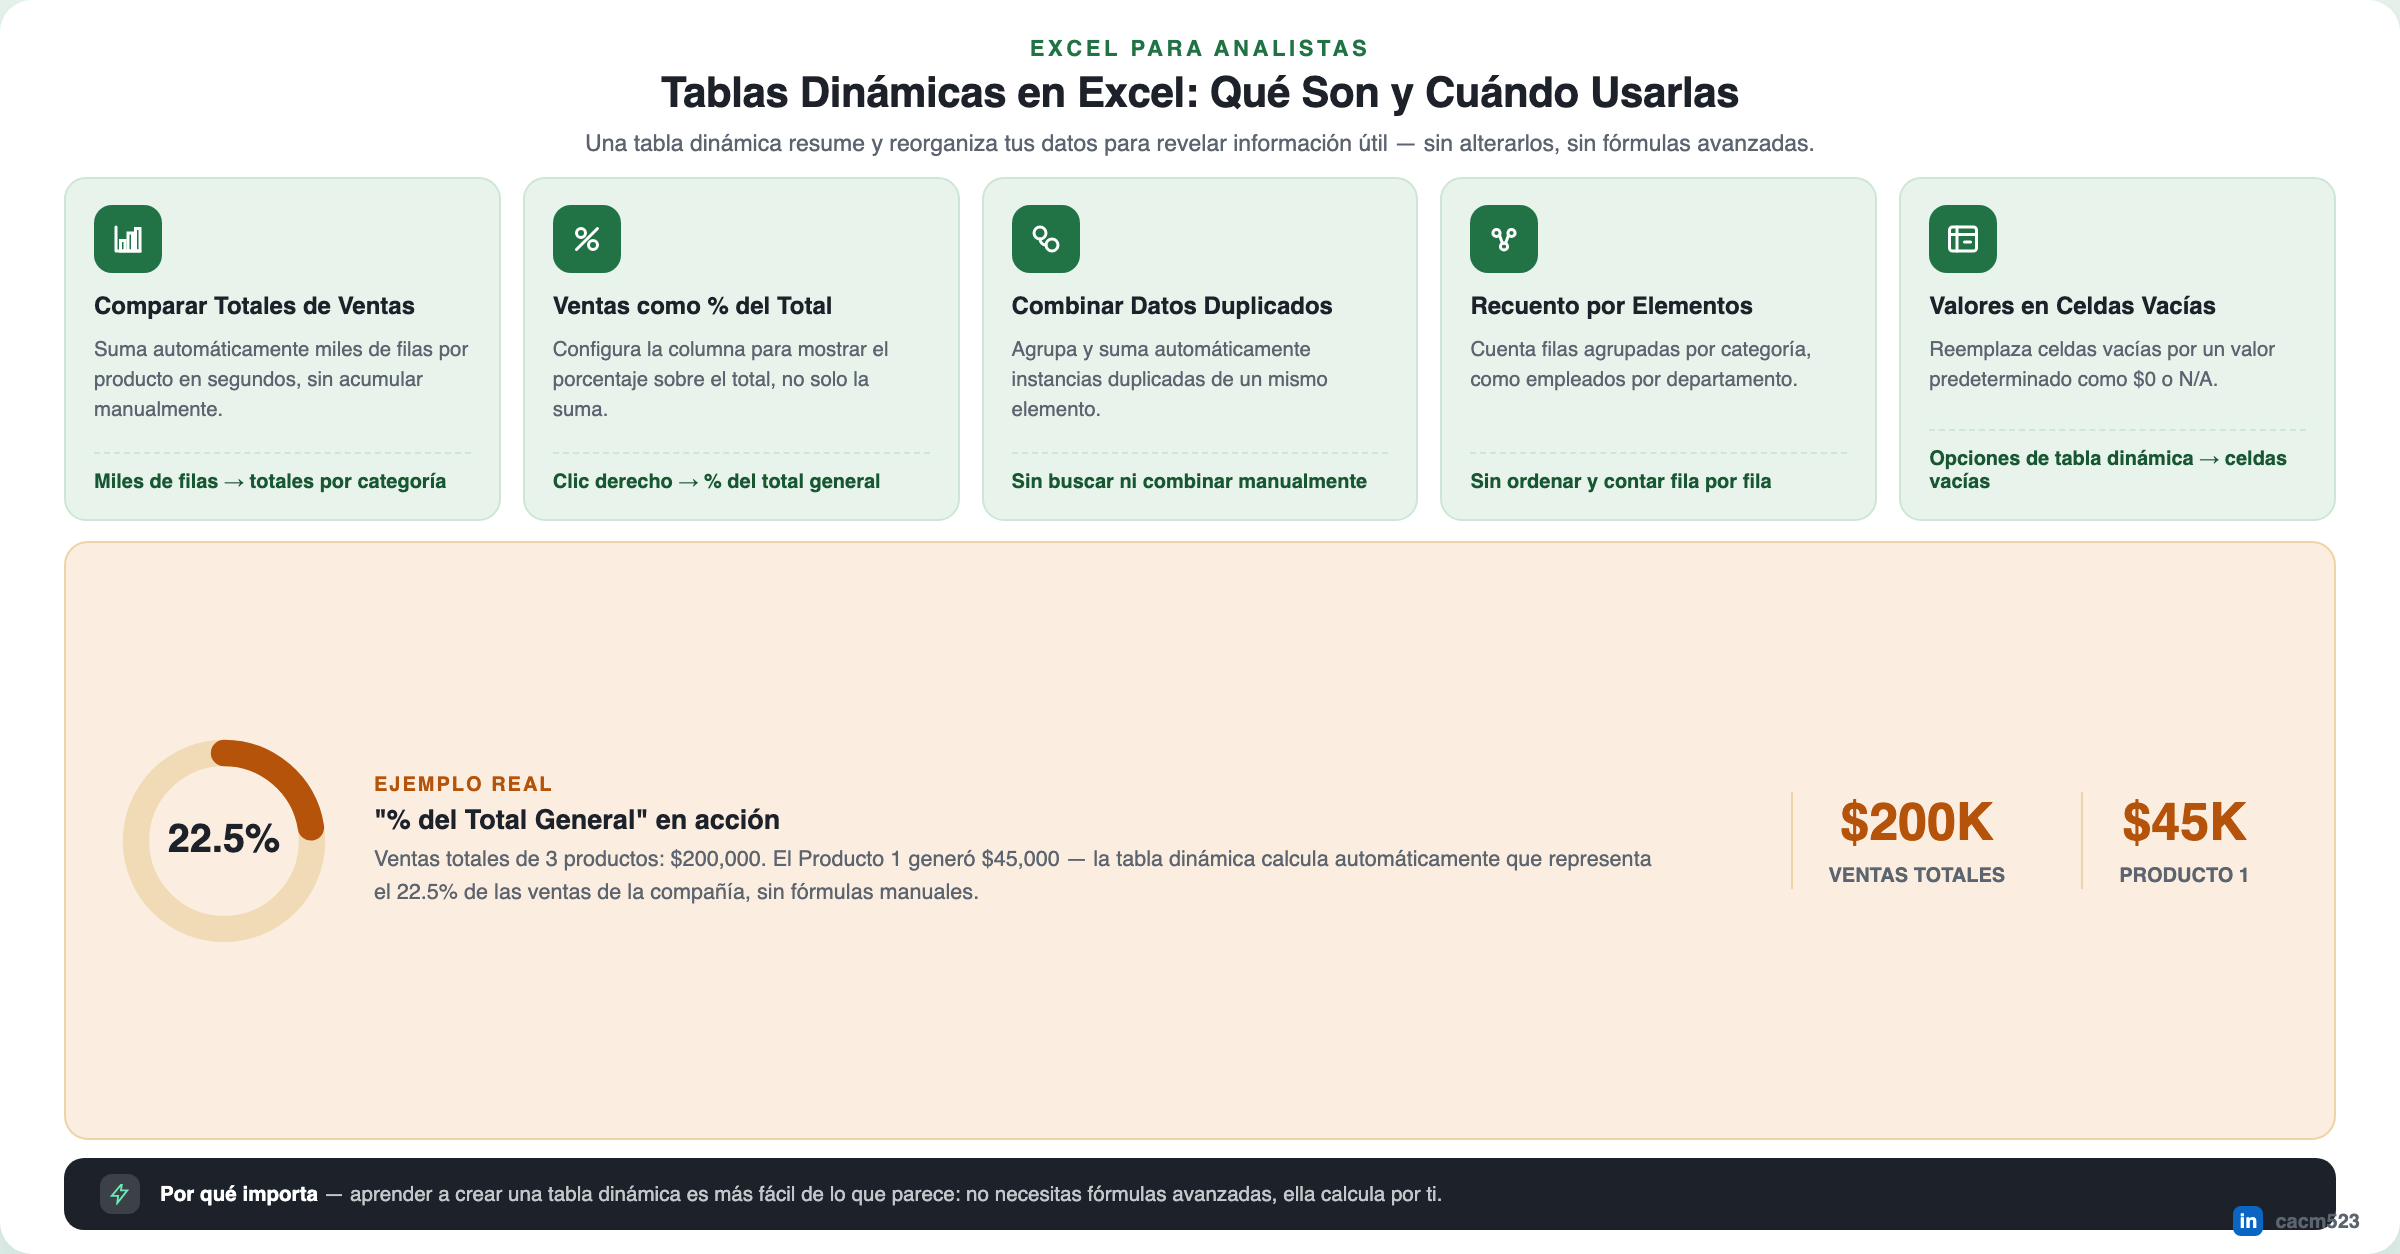 EXCEL PARA ANALISTAS
Tablas Dinámicas en Excel: Qué Son y Cuándo Usarlas
Una tabla dinámica resume y reorganiza tus datos para revelar información útil — sin alterarlos, sin fórmulas avanzadas.
Comparar Totales de Ventas
Suma automáticamente miles de filas por
producto en segundos, sin acumular
manualmente.
Miles de filas → totales por categoría
Ventas como % del Total
Configura la columna para mostrar el
porcentaje sobre el total, no solo la
suma.
Clic derecho → % del total general
Combinar Datos Duplicados
Agrupa y suma automáticamente
instancias duplicadas de un mismo
elemento.
Sin buscar ni combinar manualmente
Recuento por Elementos
Cuenta filas agrupadas por categoría,
como empleados por departamento.
Sin ordenar y contar fila por fila
Valores en Celdas Vacías
Reemplaza celdas vacías por un valor
predeterminado como $0 o N/A.
Opciones de tabla dinámica → celdas
vacías
22.5%
EJEMPLO REAL
"% del Total General" en acción
Ventas totales de 3 productos: $200,000. El Producto 1 generó $45,000 — la tabla dinámica calcula automáticamente que representa
el 22.5% de las ventas de la compañía, sin fórmulas manuales.
$200K
VENTAS TOTALES
$45K
PRODUCTO 1
Por qué importa — aprender a crear una tabla dinámica es más fácil de lo que parece: no necesitas fórmulas avanzadas, ella calcula por ti.
in cacm523